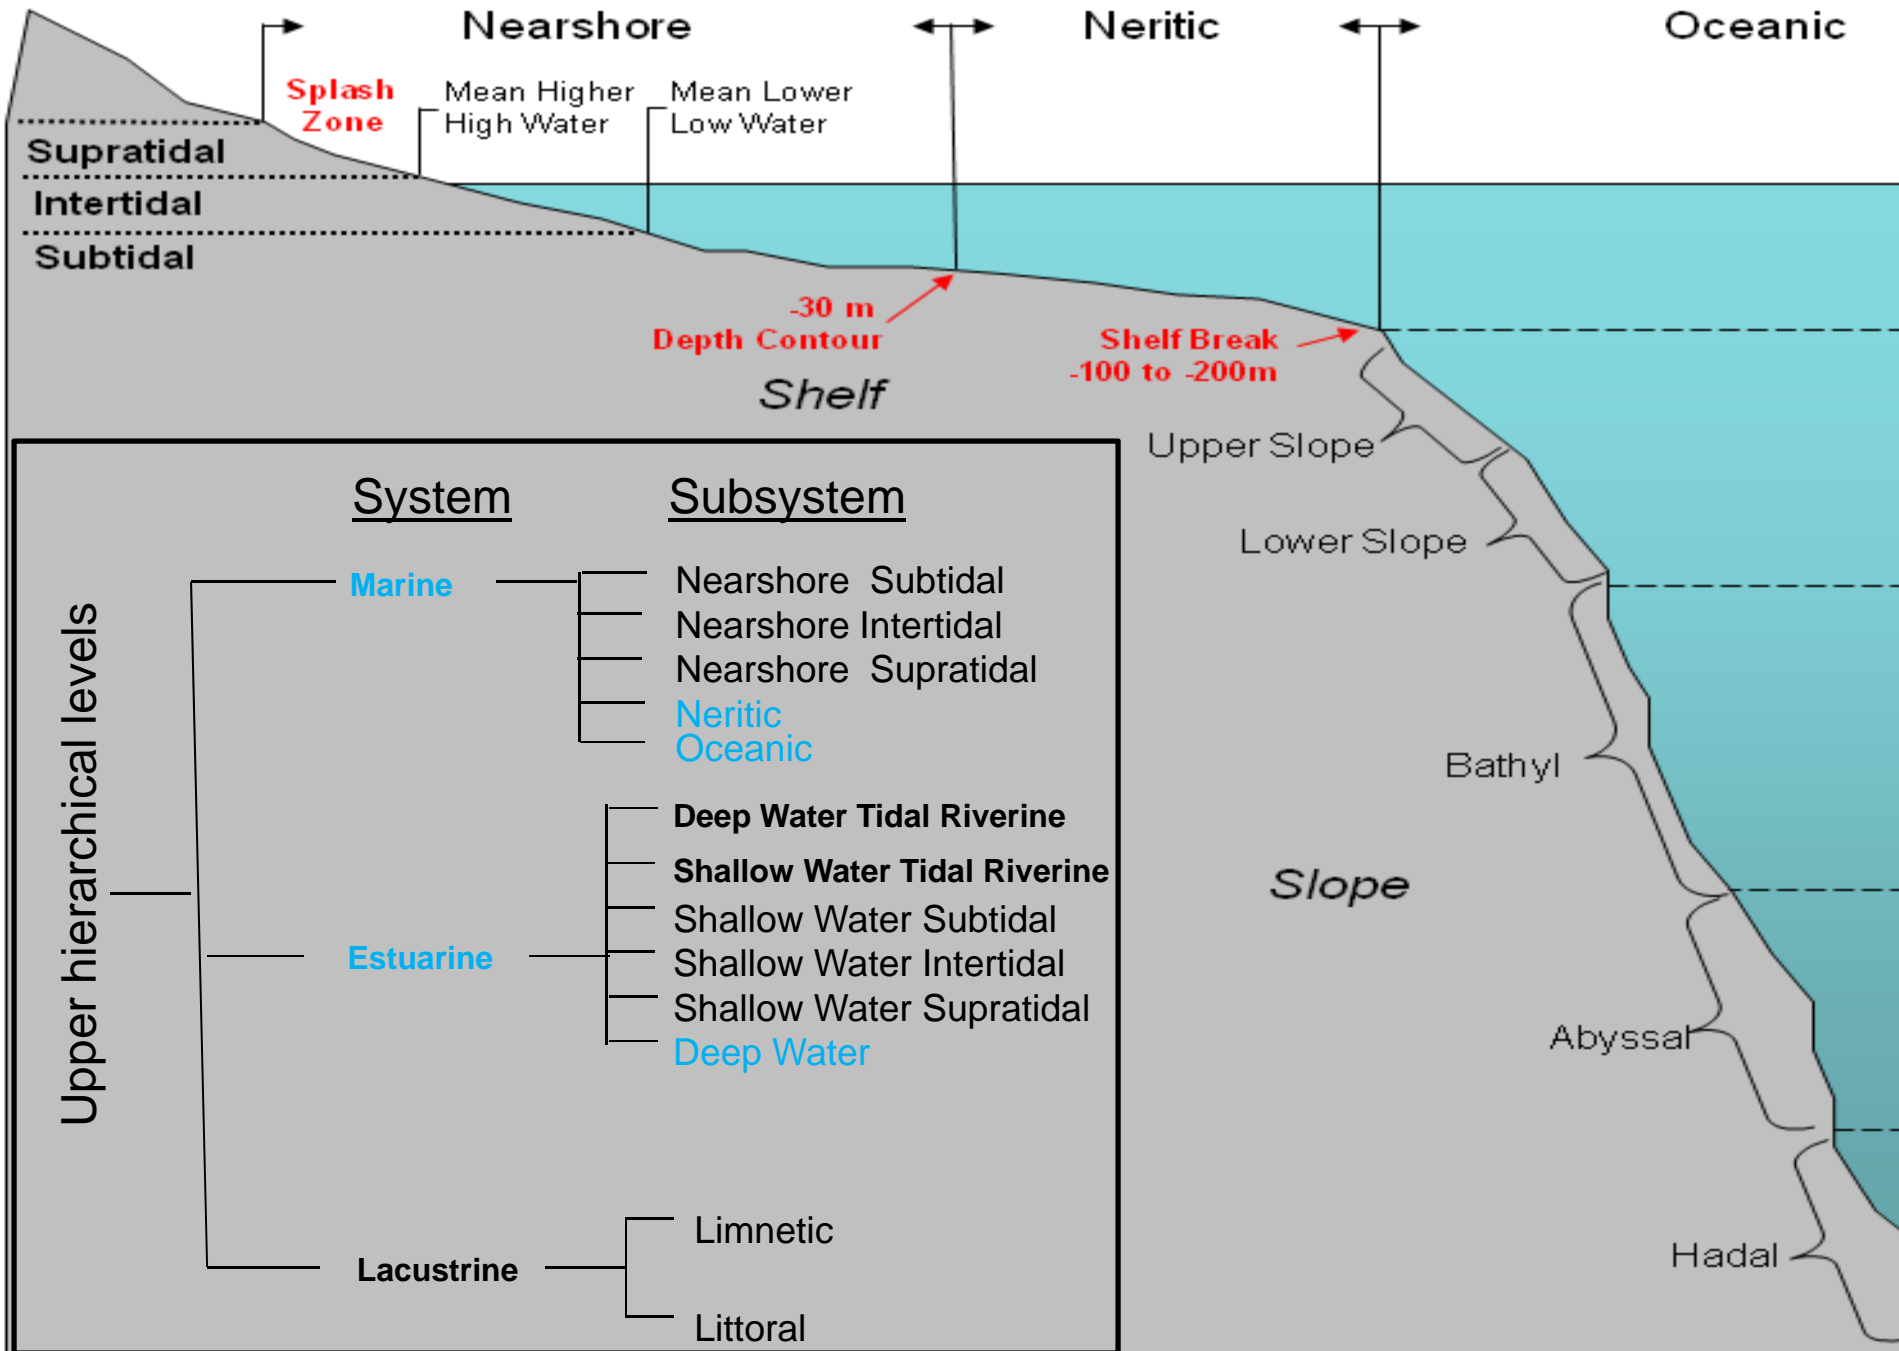 Nearshore
Neritic
Oceanic
Splash
Zone
Mean Higher
High Water
Mean Lower
Low Water
Supratidal
Intertidal
Subtidal
-30 m
Depth Contour
Shelf Break
-100 to -200m
Shelf
Upper Slope
Lower Slope
Bathyl
Slope
Abyssal
Hadal
Upper hierarchical levels
System
Subsystem
Marine
Nearshore Subtidal
Nearshore Intertidal
Nearshore Supratidal
Neritic
Oceanic
Estuarine
Deep Water Tidal Riverine
Shallow Water Tidal Riverine
Shallow Water Subtidal
Shallow Water Intertidal
Shallow Water Supratidal
Deep Water
Lacustrine
Limnetic
Littoral